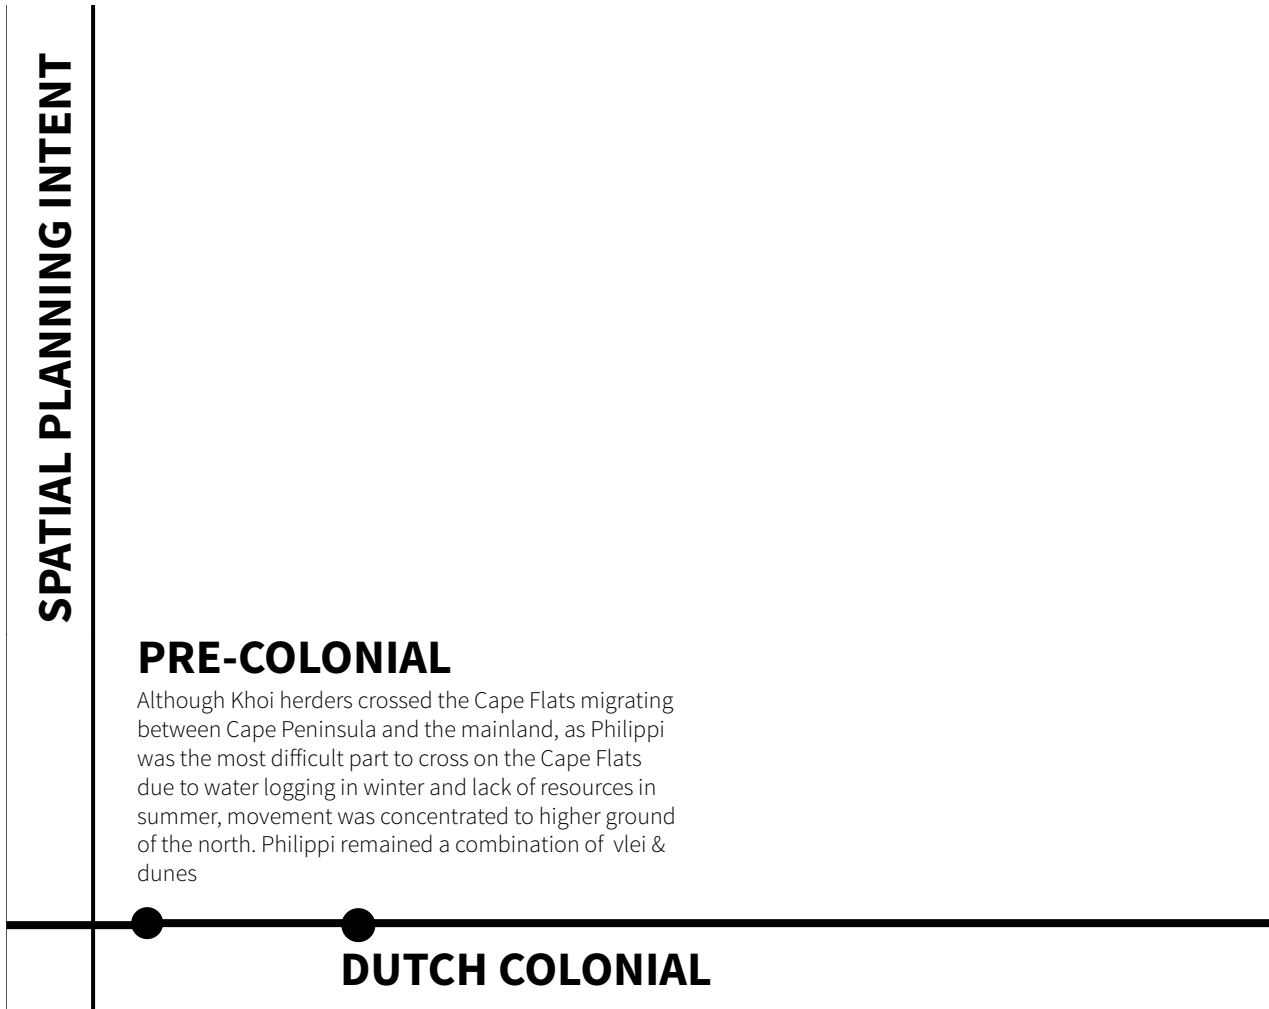 SPATIAL PLANNING INTENT
PRE-COLONIAL
Although Khoi herders crossed the Cape Flats migrating
between Cape Peninsula and the mainland, as Philippi
was the most difficult part to cross on the Cape Flats
due to water logging in winter and lack of resources in
summer, movement was concentrated to higher ground
of the north. Philippi remained a combination of  vlei &
dunes
DUTCH COLONIAL